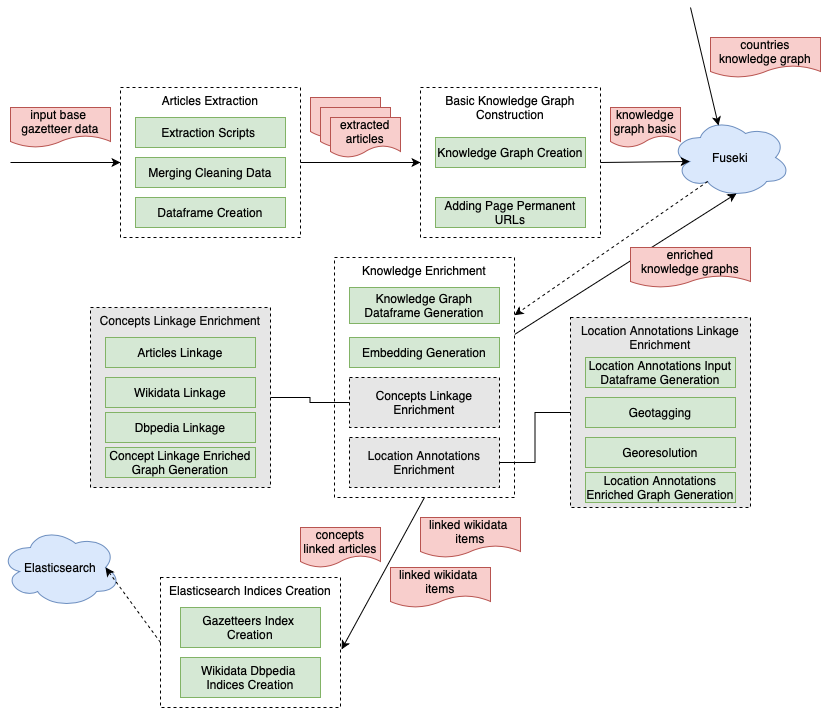 countries
knowledge graph
input base
gazetteer data
Articles Extraction
Extraction Scripts
Merging Cleaning Data
Dataframe Creation
extracted
articles
Basic Knowledge Graph
Construction
Knowledge Graph Creation
Adding Page Permanent
URLs
knowledge
graph basic
Fuseki
enriched
knowledge graphs
Knowledge Enrichment
Knowledge Graph
Dataframe Generation
Embedding Generation
Concepts Linkage
Enrichment
Location Annotations
Enrichment
Concepts Linkage Enrichment
Articles Linkage
Wikidata Linkage
Dbpedia Linkage
Concept Linkage Enriched
Graph Generation
Location Annotations Linkage
Enrichment
Location Annotations Input
Dataframe Generation
Geotagging
Georesolution
Location Annotations
Enriched Graph Generation
concepts
linked articles
linked wikidata
items
linked wikidata
items
Elasticsearch
Elasticsearch Indices Creation
Gazetteers Index
Creation
Wikidata Dbpedia
Indices Creation